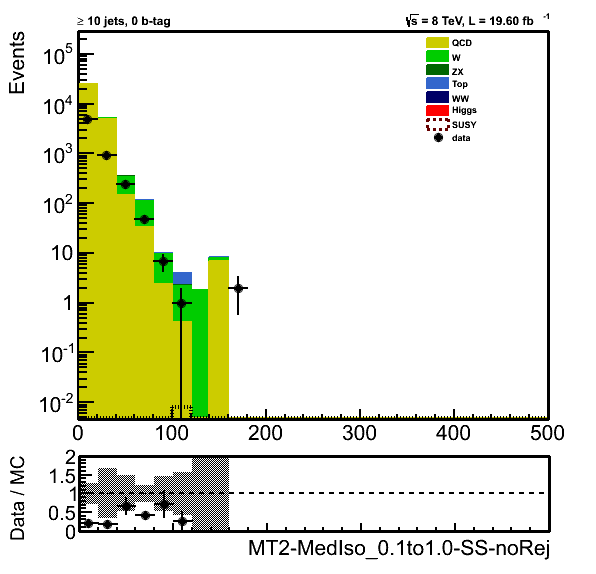 ≥ 10 jets, 0 b-tag
√s = 8 TeV, L = 19.60 fb⁻¹
Events
10⁵
10⁴
10³
10²
10
1
10⁻¹
10⁻²
QCD
W
ZX
Top
WW
Higgs
SUSY
data
0 100 200 300 400 500
Data / MC
2
1.5
1
0.5
0
MT2-MedIso_0.1to1.0-SS-noRej